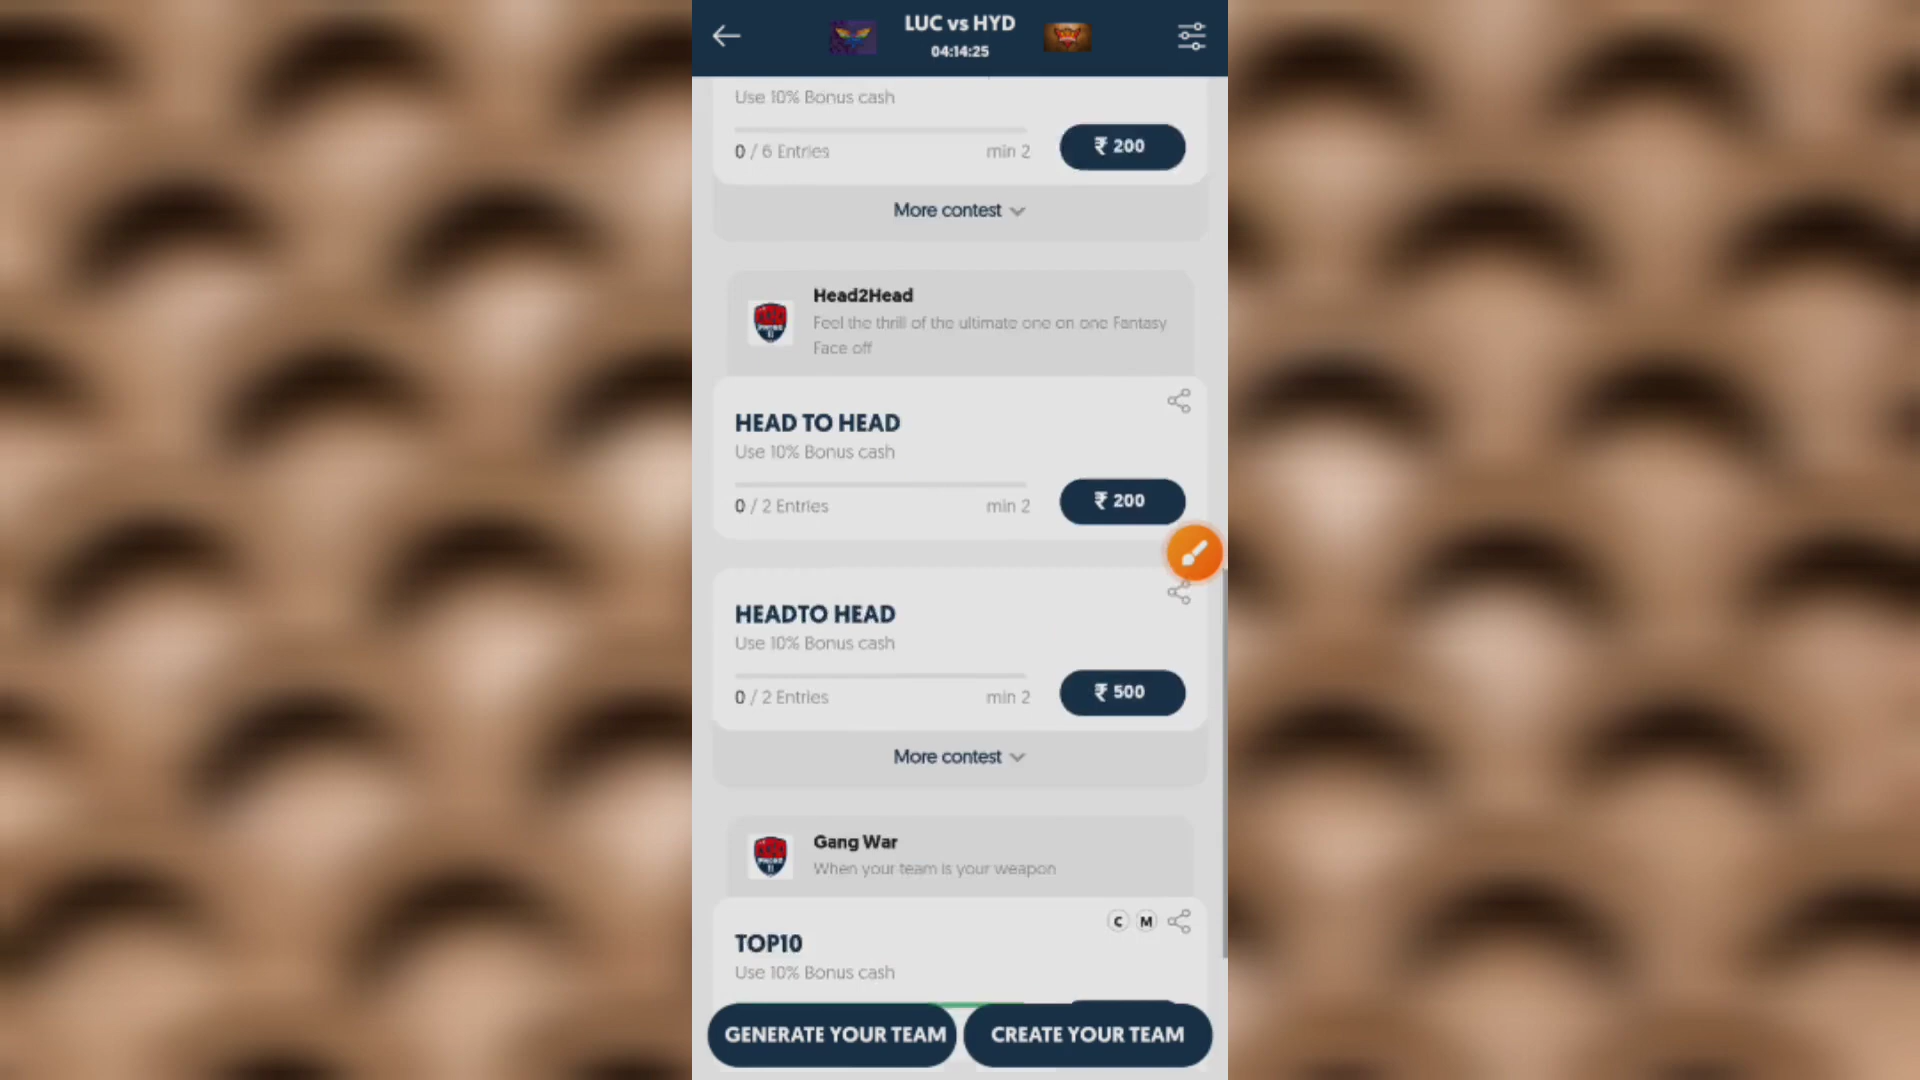 LUC vs HYD
04:14:25
Use 10% Bonus cash
0 / 6 Entries
min 2
₹ 200
More contest
Head2Head
Feel the thrill of the ultimate one on one Fantasy
Face off
HEAD TO HEAD
Use 10% Bonus cash
0 / 2 Entries
min 2
₹ 200
HEADTO HEAD
Use 10% Bonus cash
0 / 2 Entries
min 2
₹ 500
More contest
Gang War
When your team is your weapon
C M
TOP10
Use 10% Bonus cash
GENERATE YOUR TEAM
CREATE YOUR TEAM